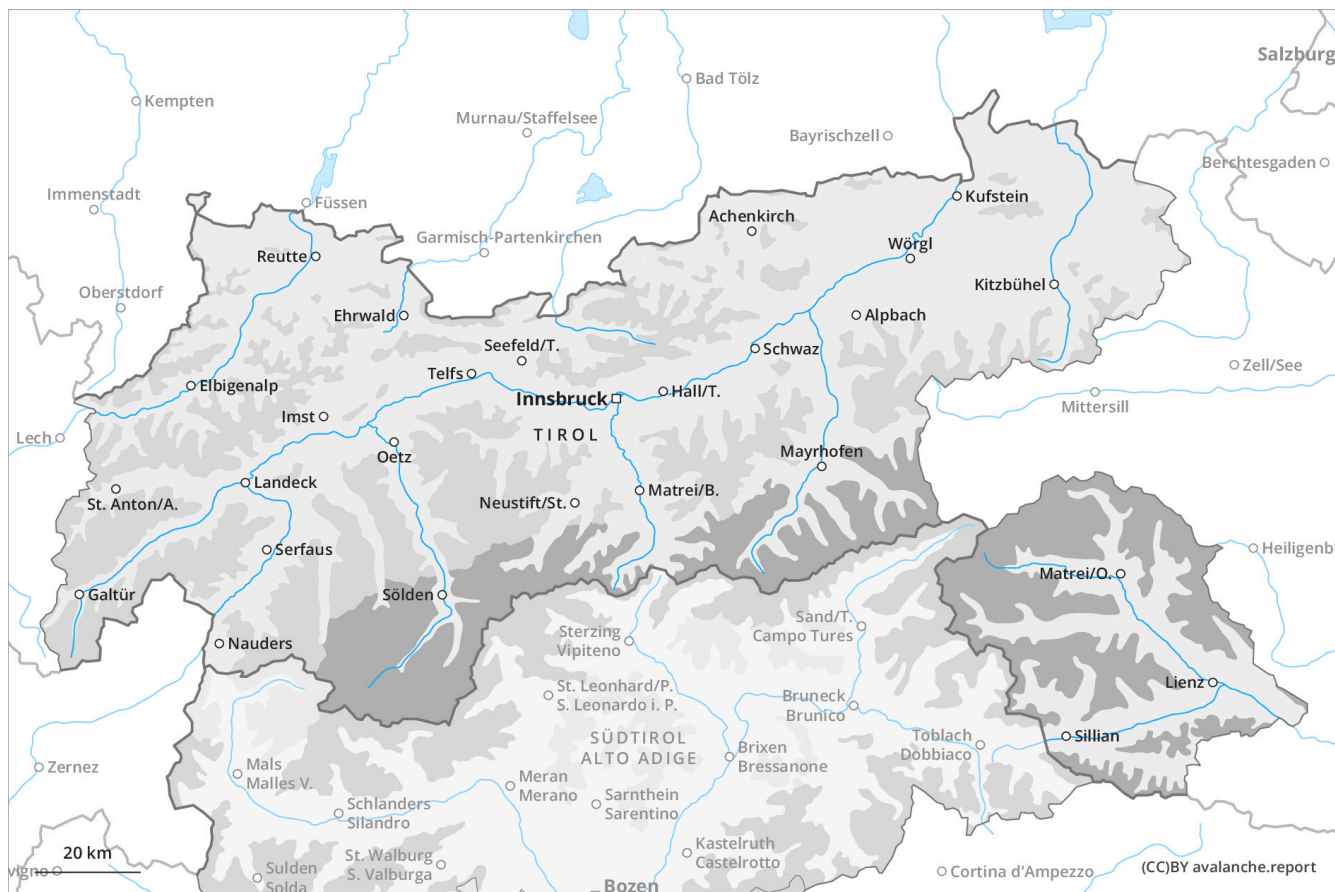 Salzburg
Bad Tölz
Kempten
Murnau/Staffelsee
Bayrischzell
Berchtesgaden
Immenstadt
Füssen
Kufstein
Achenkirch
Garmisch-Partenkirchen
Wörgl
Reutte
Kitzbühel
Oberstdorf
Ehrwald
Alpbach
Seefeld/T.
Schwaz
Zell/See
Telfs
Elbigenalp
Hall/T.
Innsbruck
Mittersill
Imst
Lech
TIROL
Oetz
Mayrhofen
Landeck
St. Anton/A.
Matrei/B.
Neustift/St.
Serfaus
Heiligenb
Matrei/O.
Galtür
Sölden
Sand/T.
Campo Tures
Sterzing
Vipiteno
Nauders
Lienz
St. Leonhard/P.
S. Leonardo i. P.
Bruneck
Brunico
SÜDTIROL
ALTO ADIGE
Toblach
Dobbiaco
Sillian
Brixen
Bressanone
Zernez
Mals
Malles V.
Meran
Merano
Sarnthein
Sarentino
Schlanders
Silandro
Kastelruth
Castelrotto
20 km
St. Walburg
S. Valburga
vigno
Sulden
Solda
Cortina d'Ampezzo
(CC)BY avalanche.report
Bozen